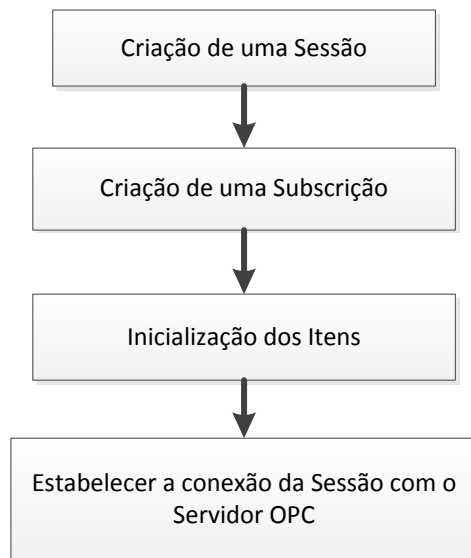 Criação de uma Sessão
Criação de uma Subscrição
Inicialização dos Itens
Estabelecer a conexão da Sessão com o
Servidor OPC